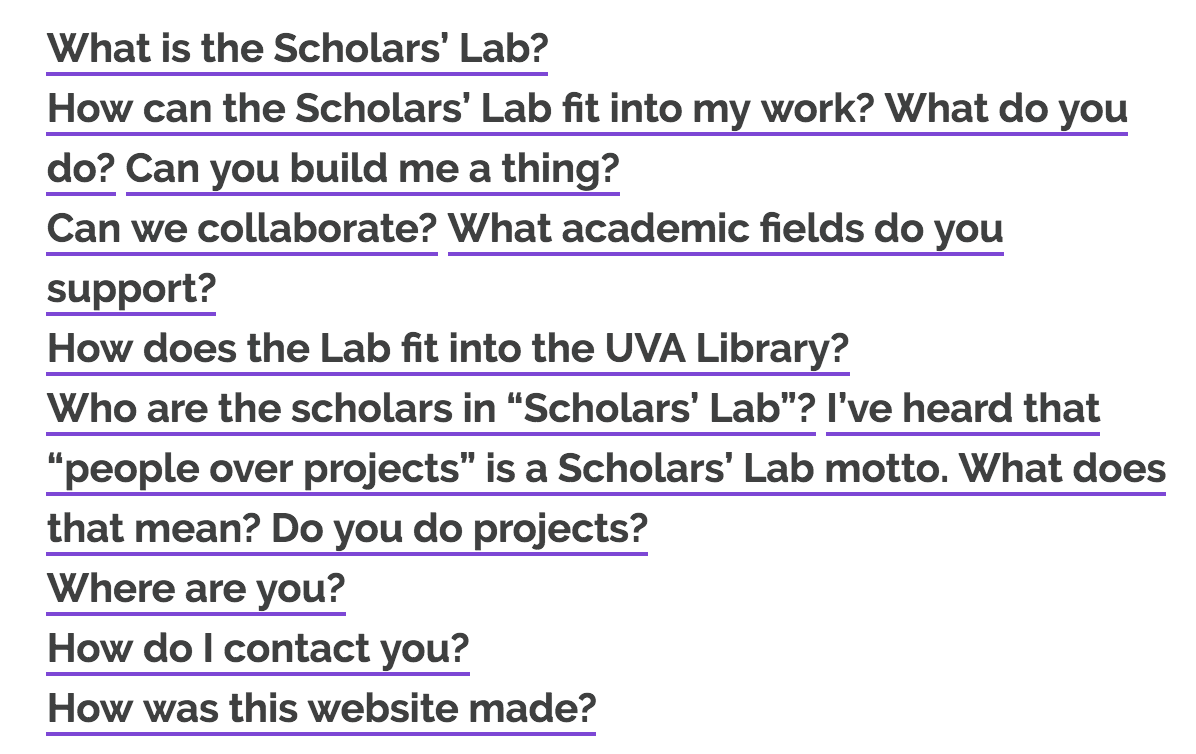 What is the Scholars’ Lab?
How can the Scholars’ Lab fit into my work? What do you
do? Can you build me a thing?
Can we collaborate? What academic fields do you
support?
How does the Lab fit into the UVA Library?
Who are the scholars in “Scholars’ Lab”? I’ve heard that
“people over projects” is a Scholars’ Lab motto. What does
that mean? Do you do projects?
Where are you?
How do I contact you?
How was this website made?